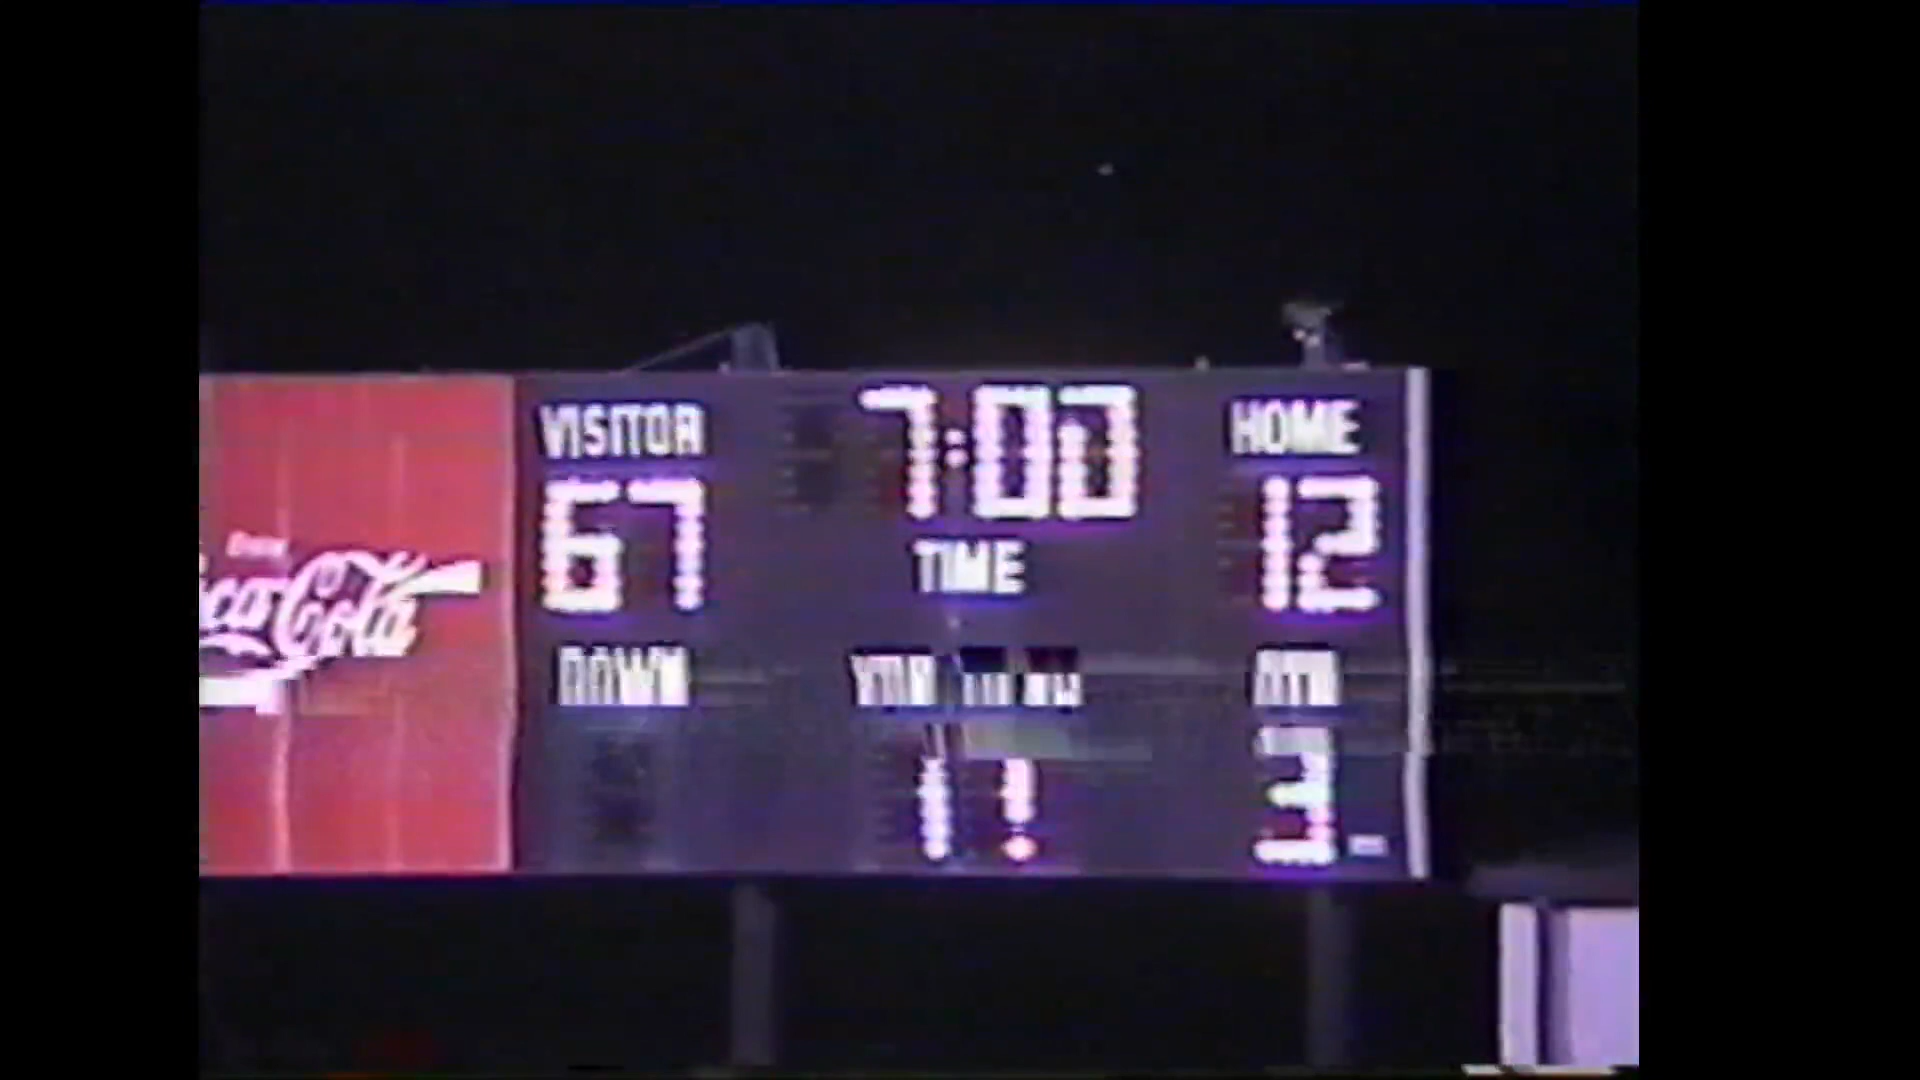 VISITOR 7:00 HOME
67 12
TIME
Coca-Cola
DOWN QTR
3